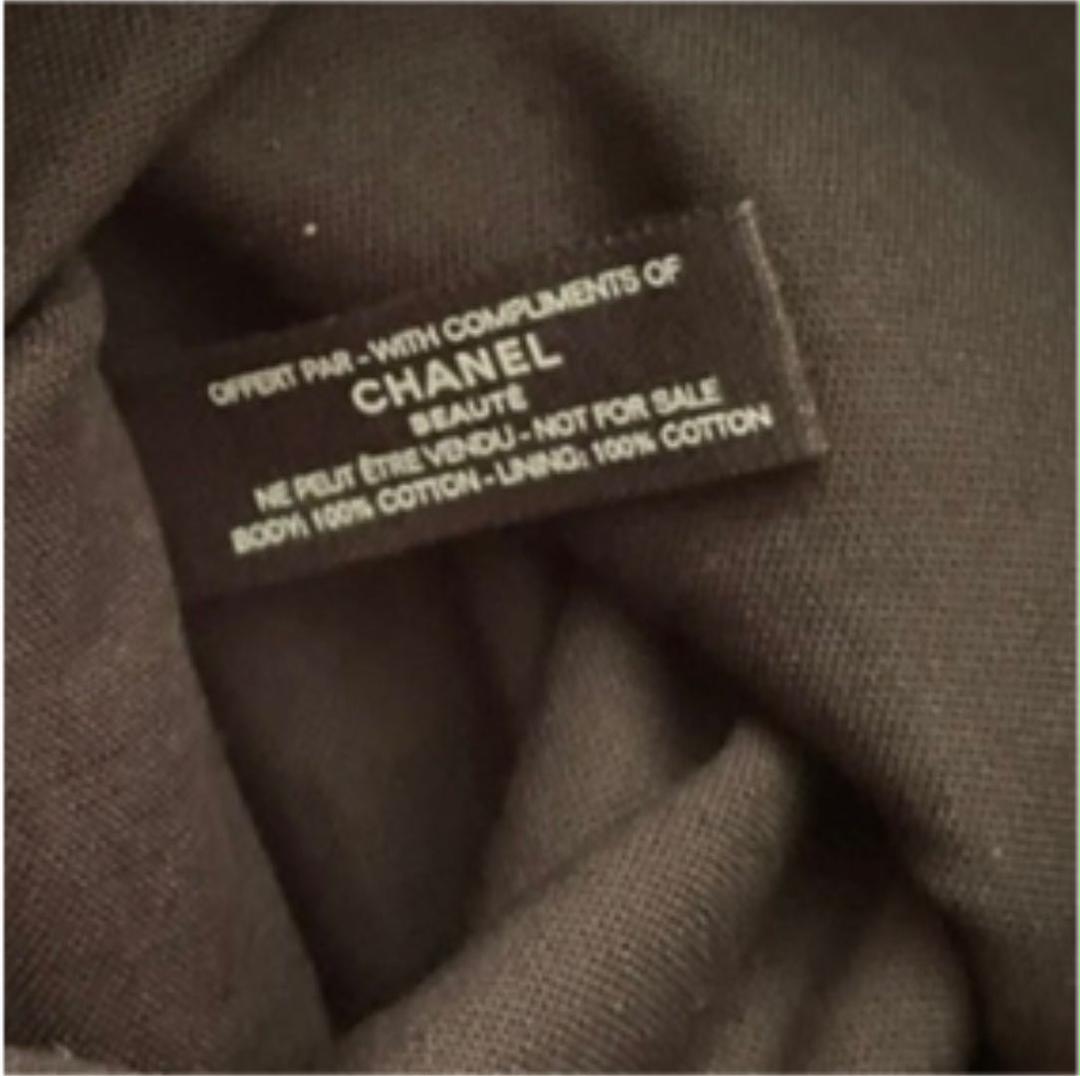 OFFERT PAR - WITH COMPLIMENTS OF
CHANEL
BEAUTÉ
NE PEUT ÊTRE VENDU - NOT FOR SALE
BODY: 100% COTTON - LINING: 100% COTTON